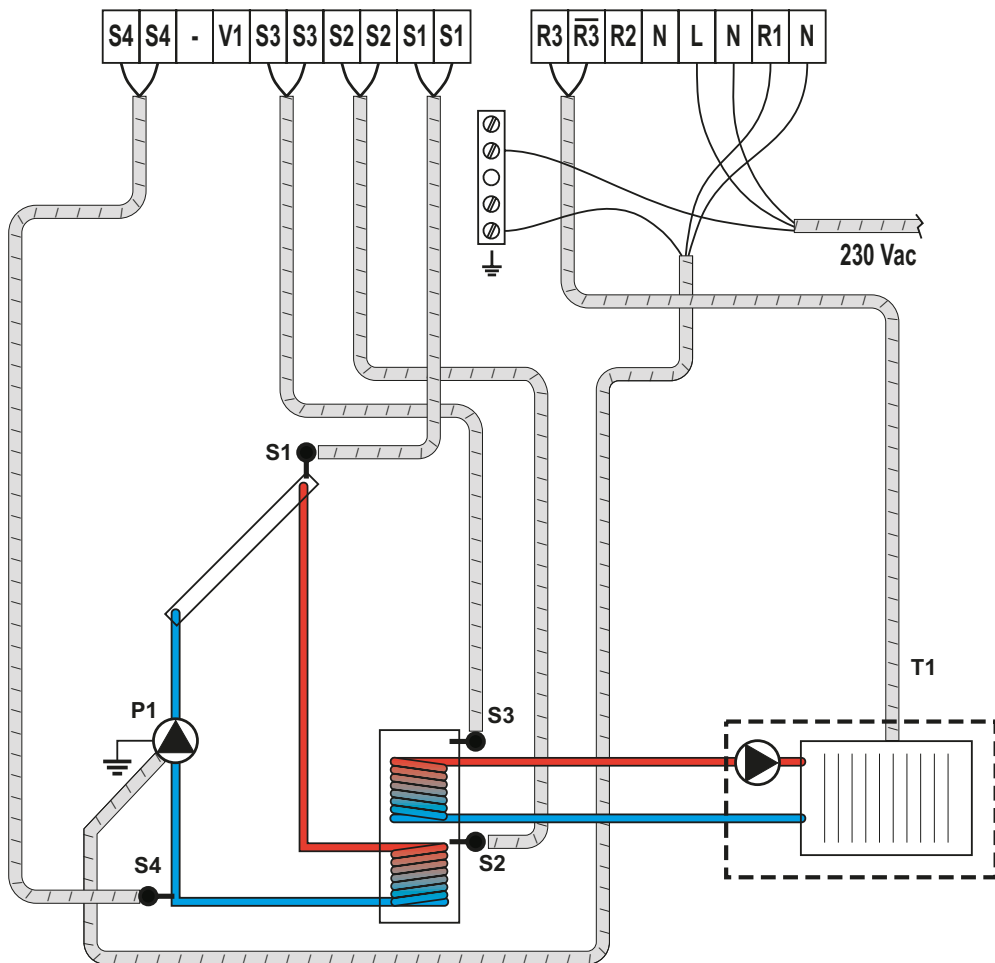 S4 S4 - V1 S3 S3 S2 S2 S1 S1
R3 R̅3̅ R2 N L N R1 N
230 Vac
S1
T1
P1
S3
S2
S4